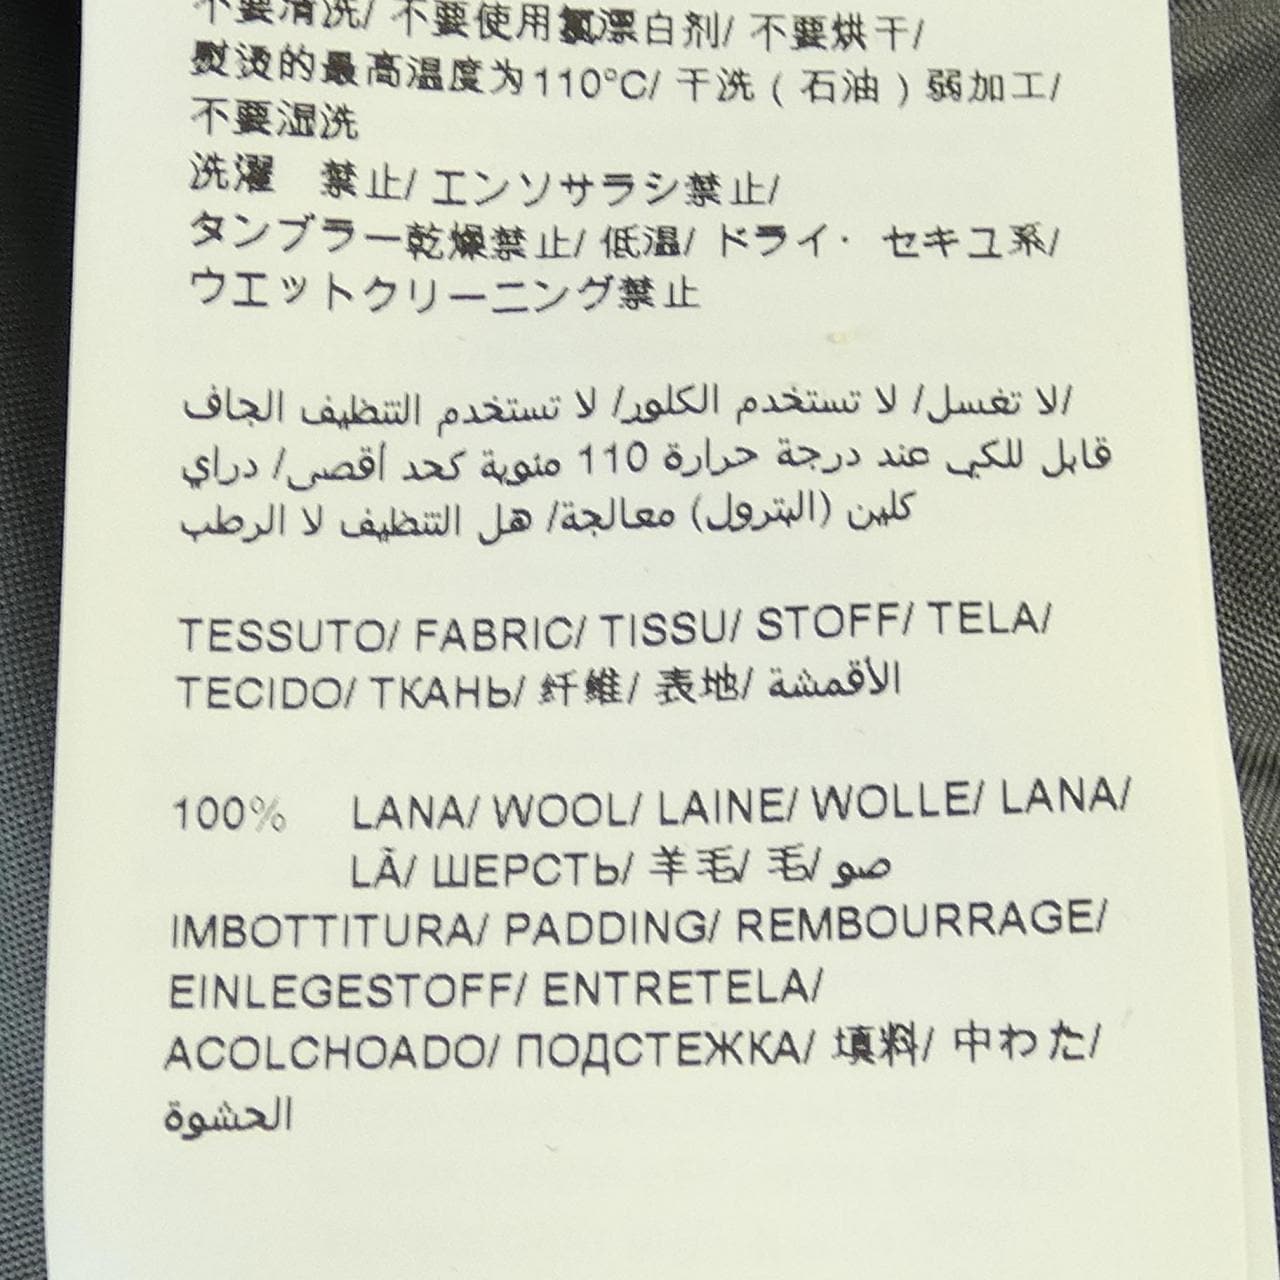 不要清洗/ 不要使用氯漂白剂/ 不要烘干/
熨烫的最高温度为110°C/ 干洗 ( 石油 ) 弱加工/
不要湿洗
洗濯　禁止/ エンソサラシ禁止/
タンブラー乾燥禁止/ 低温/ ドライ・ セキユ系/
ウエットクリーニング禁止
لا تغسل/ لا تستخدم الكلور/ لا تستخدم التنظيف الجاف/
قابل للكي عند درجة حرارة 110 مئوية كحد أقصى/ دراي
كلين (البترول) معالجة/ هل التنظيف لا الرطب
TESSUTO/ FABRIC/ TISSU/ STOFF/ TELA/
TECIDO/ ТКАНЬ/ 纤维/ 表地/ الأقمشة
100% LANA/ WOOL/ LAINE/ WOLLE/ LANA/
LÃ/ ШЕРСТЬ/ 羊毛/ 毛/ صو
IMBOTTITURA/ PADDING/ REMBOURRAGE/
EINLEGESTOFF/ ENTRETELA/
ACOLCHOADO/ ПОДСТЕЖКА/ 填料/ 中わた/
الحشوة